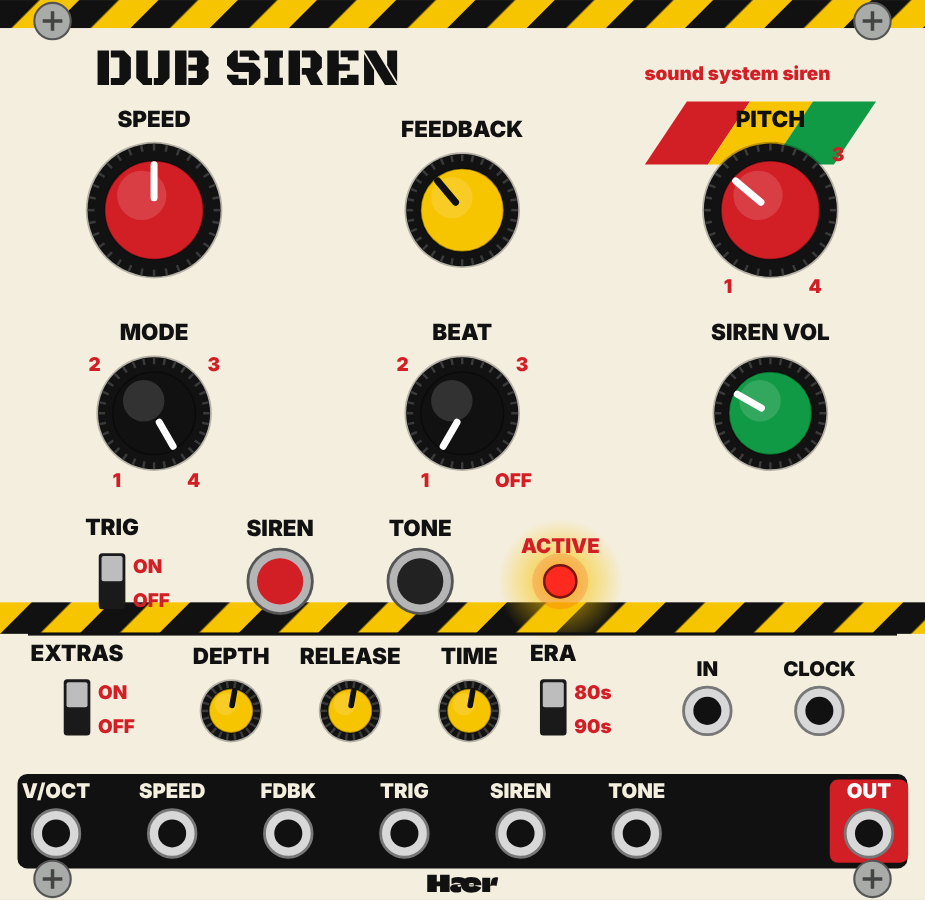 DUB SIREN
sound system siren
SPEED
FEEDBACK
PITCH
3
1
4
MODE
BEAT
SIREN VOL
2
3
2
3
1
4
1
OFF
TRIG
SIREN
TONE
ACTIVE
ON
OFF
EXTRAS
DEPTH
RELEASE
TIME
ERA
IN
CLOCK
ON
80s
OFF
90s
V/OCT
SPEED
FDBK
TRIG
SIREN
TONE
OUT
Hær